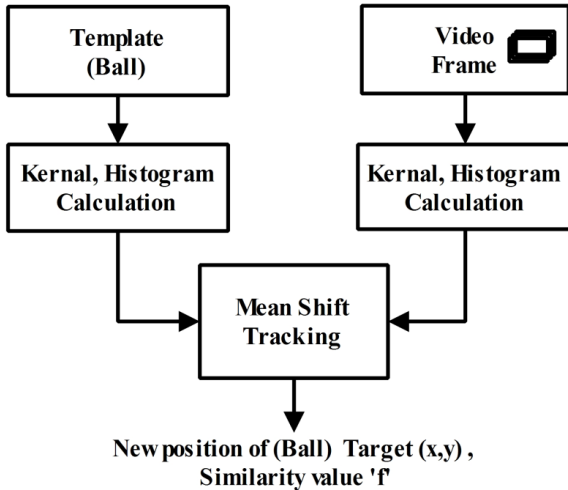 Template
(Ball)
Video
Frame
Kernal, Histogram
Calculation
Kernal, Histogram
Calculation
Mean Shift
Tracking
New position of (Ball) Target (x,y) ,
Similarity value 'f'